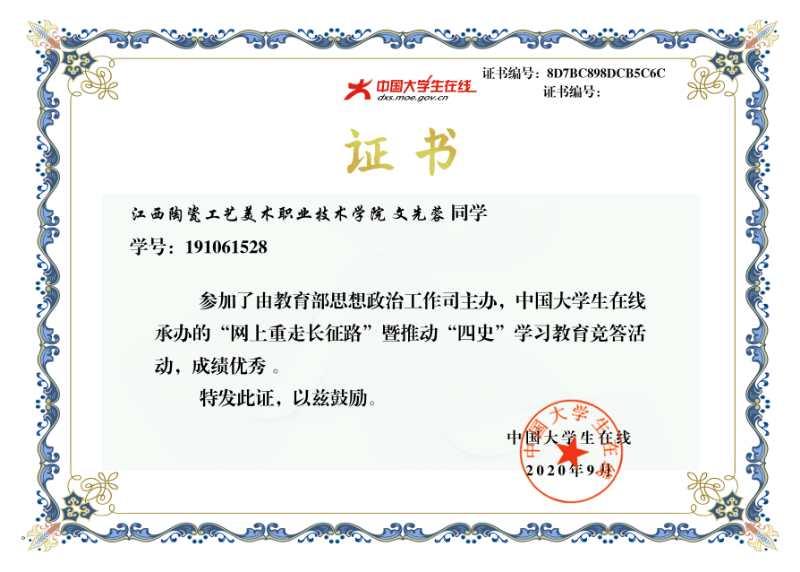 中国大学生在线
dxs.moe.gov.cn
证书编号：8D7BC898DCB5C6C
证书编号：
证书
江西陶瓷工艺美术职业技术学院 文先蓉 同学
学号：191061528
参加了由教育部思想政治工作司主办，中国大学生在线
承办的“网上重走长征路”暨推动“四史”学习教育竞答活
动，成绩优秀 。
特发此证，以兹鼓励。
中国大学生在线
中国大学生在线
2020年9月